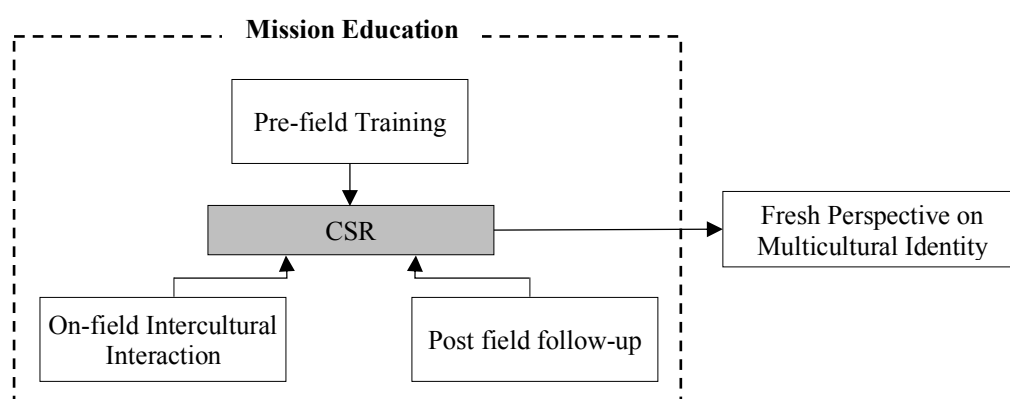 Mission Education
Pre-field Training
CSR
Fresh Perspective on
Multicultural Identity
On-field Intercultural
Interaction
Post field follow-up